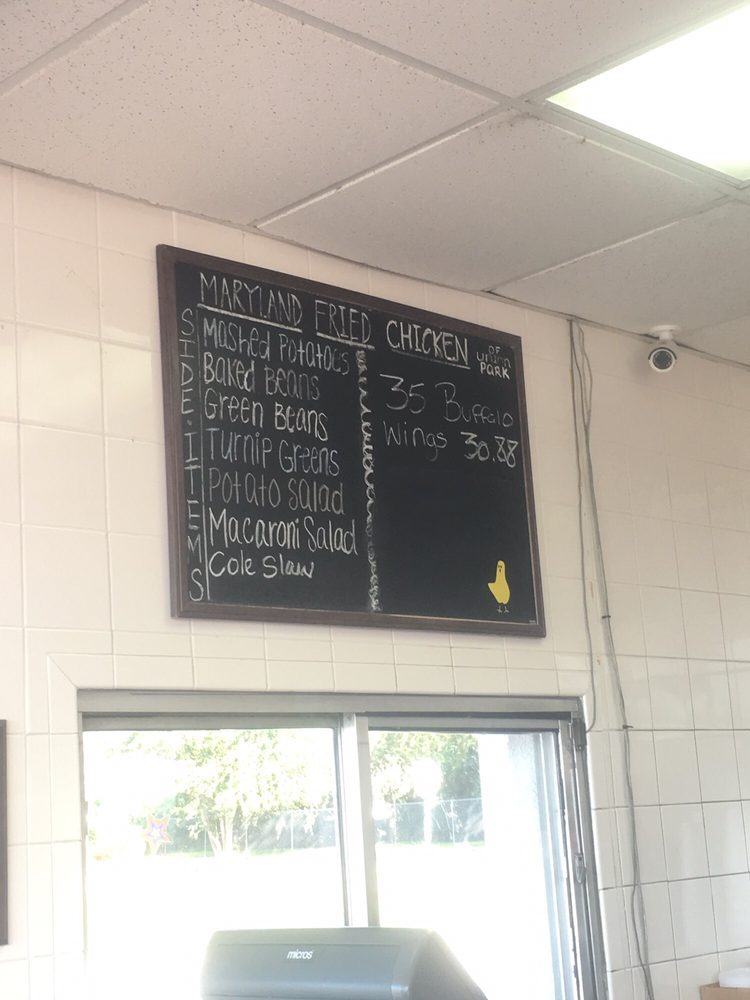 MARYLAND FRIED CHICKEN OF UNION PARK
SIDE ITEMS
Mashed Potatoes
Baked Beans
Green Beans
Turnip Greens
Potato Salad
Macaroni Salad
Cole Slaw
35 Buffalo
Wings 30.88
micros